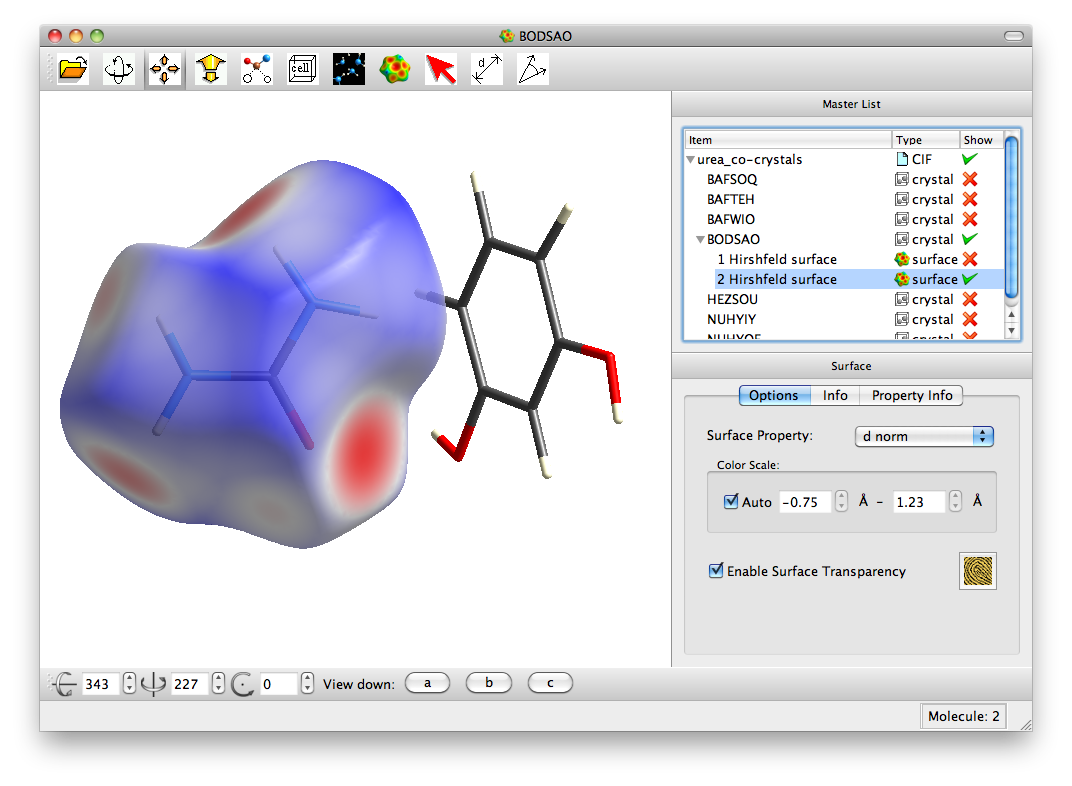 BODSAO
cell
d
Master List
Item Type Show
urea_co-crystals CIF
BAFSOQ crystal
BAFTEH crystal
BAFWIO crystal
BODSAO crystal
1 Hirshfeld surface surface
2 Hirshfeld surface surface
HEZSOU crystal
NUHYIY crystal
Surface
Options Info Property Info
Surface Property: d norm
Color Scale:
Auto -0.75 Å - 1.23 Å
Enable Surface Transparency
343 227 0 View down: a b c
Molecule: 2